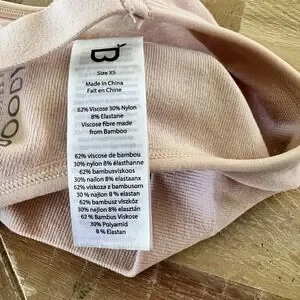 B
Size XS
Made in China
Fait en Chine
62% Viscose 30% Nylon
8% Elastane
Viscose fibre made
from Bamboo
62% viscose de bambou
30% nylon 8% élasthanne
62% bambusviskoos
30% nailon 8% elastaanx
62% viskoza z bambusom
30 % najlon 8 % elastan
62% bambusz viszkóz
30% nejlon 8% elasztán
62 % Bambus Viskose
30% Polyamid
8 % Elastan